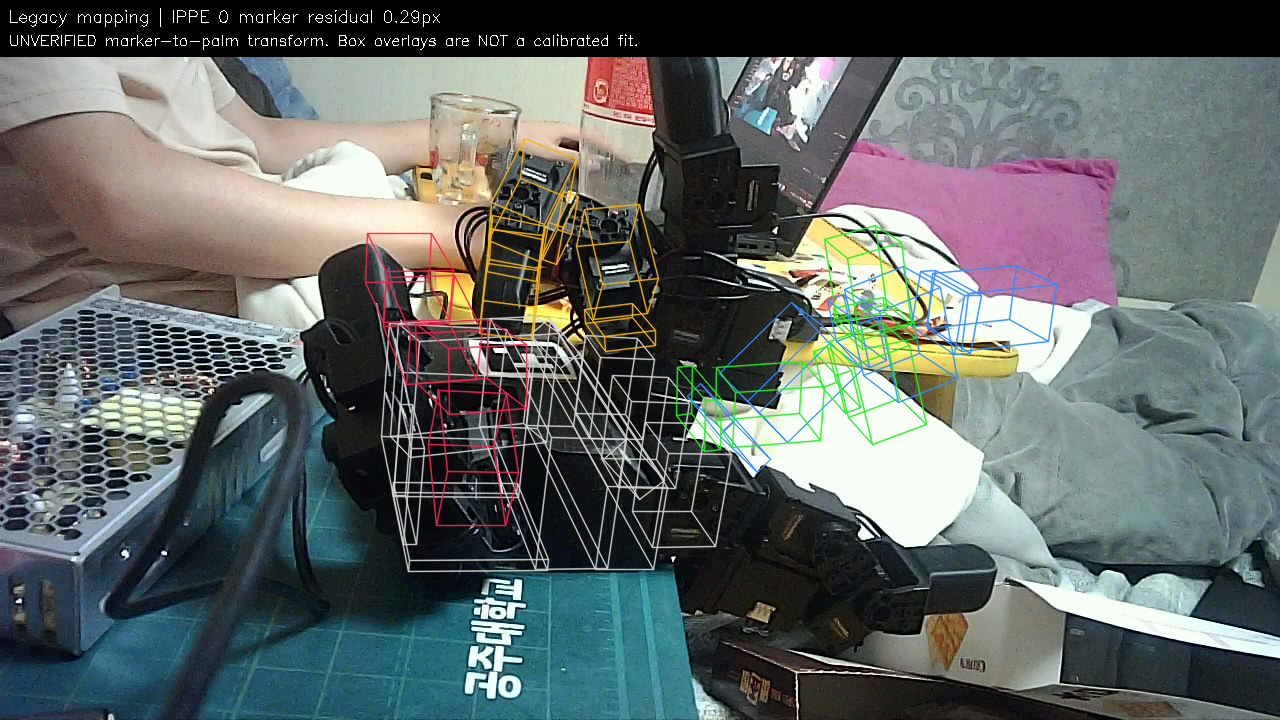 Legacy mapping | IPPE 0 marker residual 0.29px
UNVERIFIED marker-to-palm transform. Box overlays are NOT a calibrated fit.
공주대학교